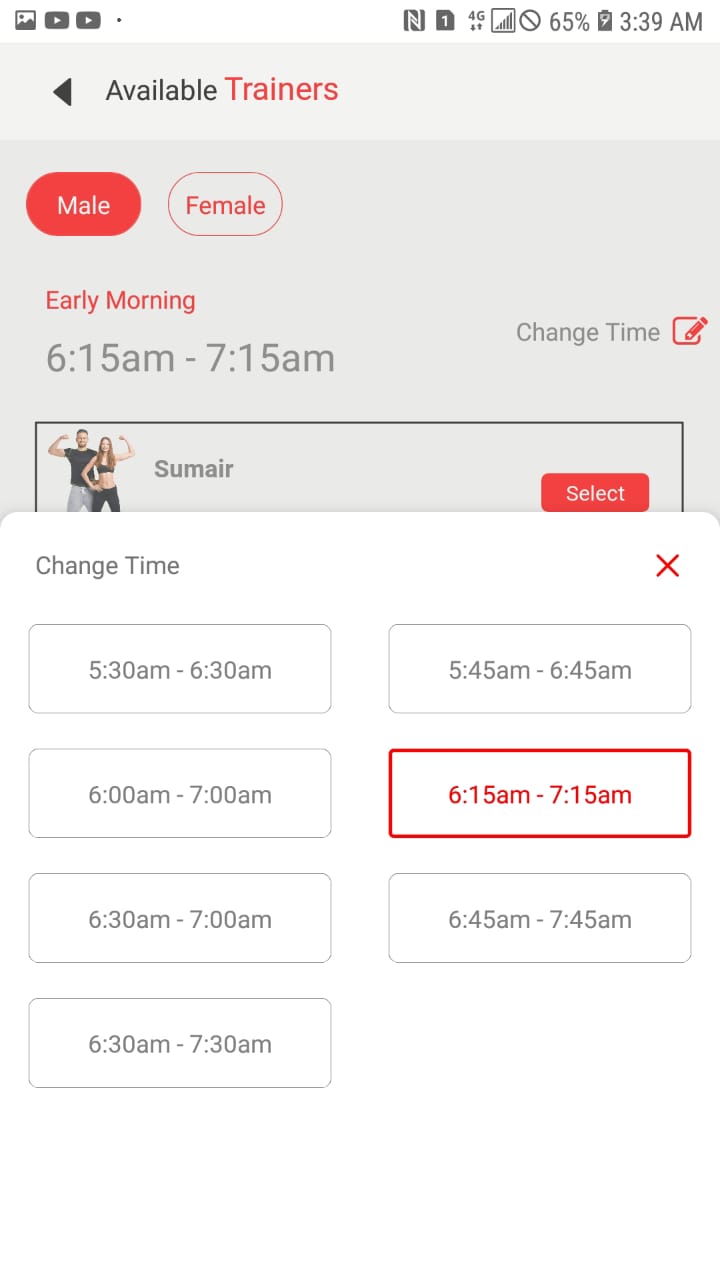 1 4G 65% 3:39 AM
Available Trainers
Male Female
Early Morning
6:15am - 7:15am
Change Time
Sumair
Select
Change Time
5:30am - 6:30am 5:45am - 6:45am
6:00am - 7:00am 6:15am - 7:15am
6:30am - 7:00am 6:45am - 7:45am
6:30am - 7:30am